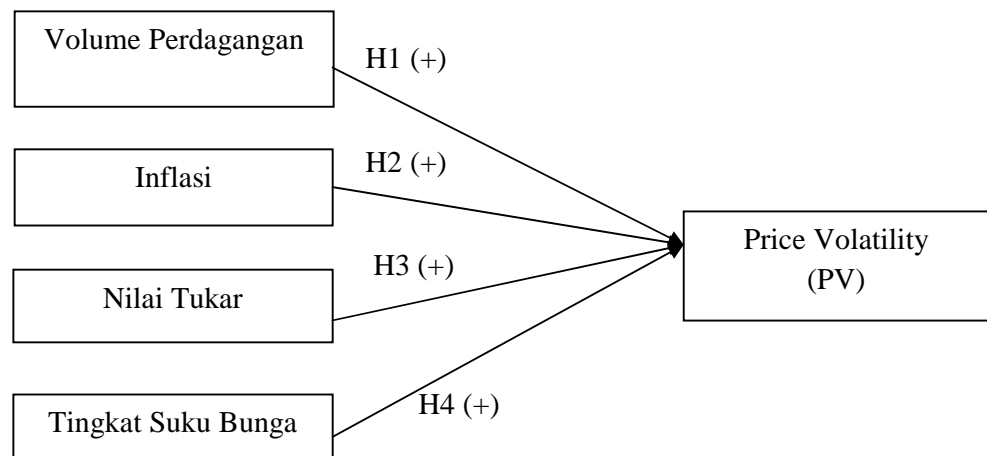 Volume Perdagangan
H1 (+)
Inflasi
H2 (+)
Nilai Tukar
H3 (+)
Tingkat Suku Bunga
H4 (+)
Price Volatility
(PV)